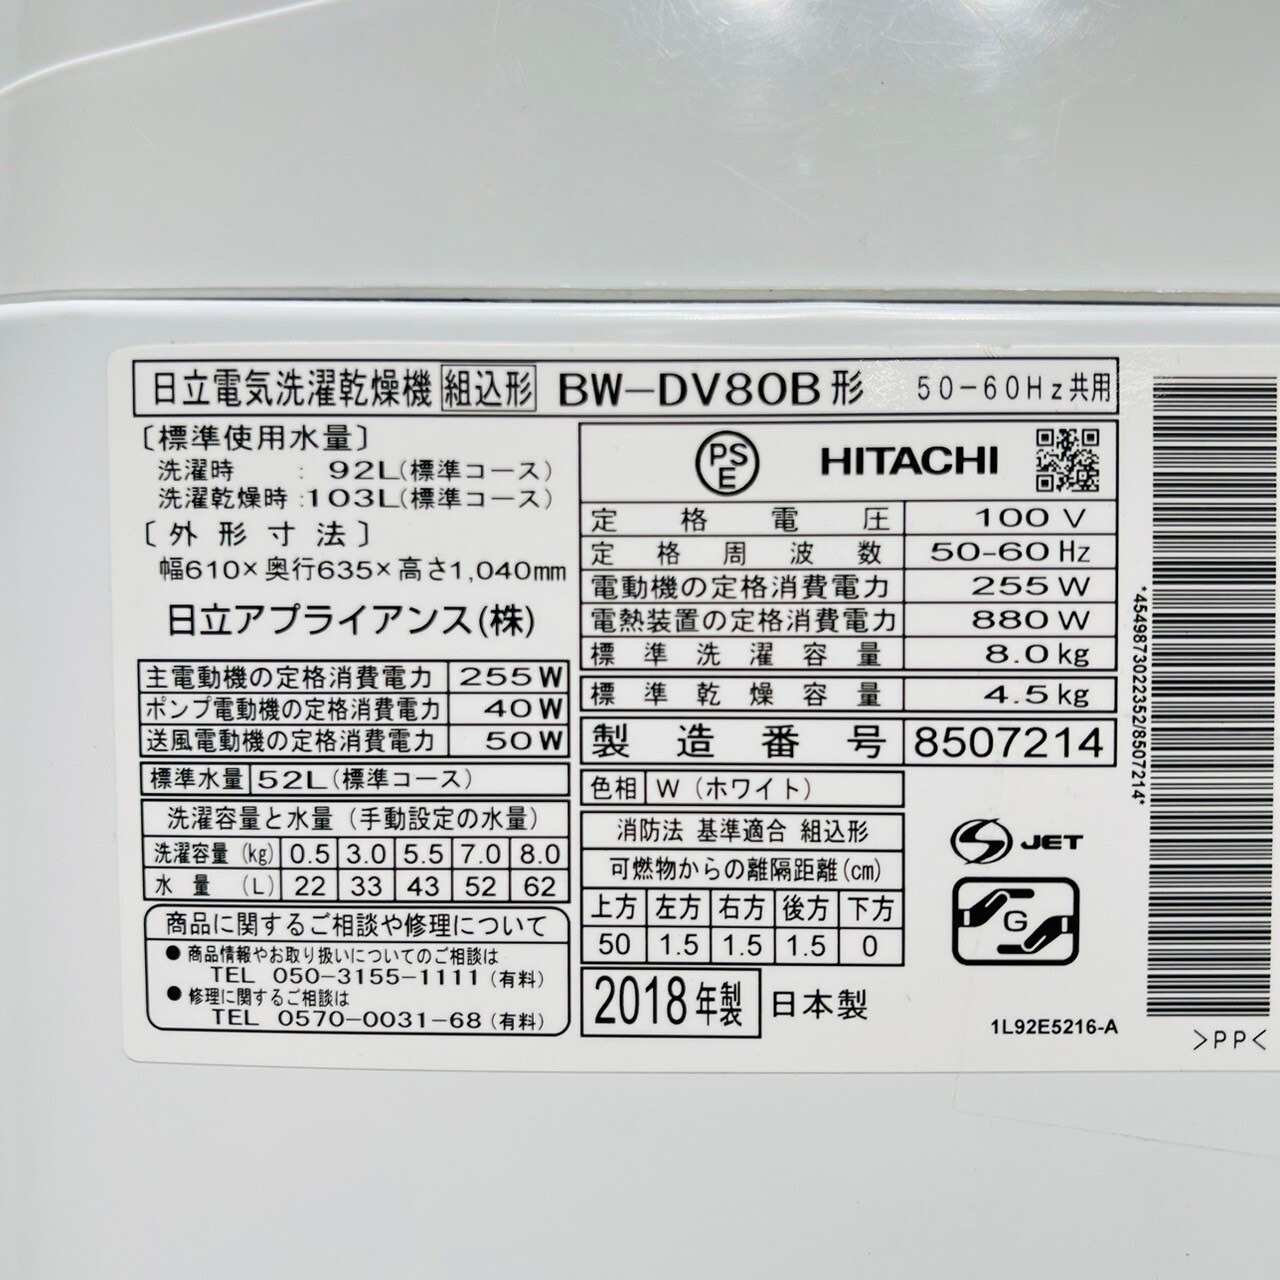 日立電気洗濯乾燥機 組込形 BW-DV80B形 50-60Hz共用
〔標準使用水量〕
洗濯時 : 92L(標準コース)
洗濯乾燥時:103L(標準コース)
〔外形寸法〕
幅610×奥行635×高さ1,040mm
日立アプライアンス(株)
主電動機の定格消費電力 255W
ポンプ電動機の定格消費電力 40W
送風電動機の定格消費電力 50W
標準水量 52L(標準コース)
洗濯容量と水量(手動設定の水量)
洗濯容量(kg) 0.5 3.0 5.5 7.0 8.0
水量(L) 22 33 43 52 62
商品に関するご相談や修理について
●商品情報やお取り扱いについてのご相談は
TEL 050-3155-1111(有料)
●修理に関するご相談は
TEL 0570-0031-68(有料)
PS
E
HITACHI
定格電圧 100V
定格周波数 50-60Hz
電動機の定格消費電力 255W
電熱装置の定格消費電力 880W
標準洗濯容量 8.0kg
標準乾燥容量 4.5kg
製造番号 8507214
色相 W(ホワイト)
消防法 基準適合 組込形
可燃物からの離隔距離(cm)
上方 左方 右方 後方 下方
50 1.5 1.5 1.5 0
2018年製 日本製
S JET
G
1L92E5216-A
*4549873022352/8507214*
>PP<